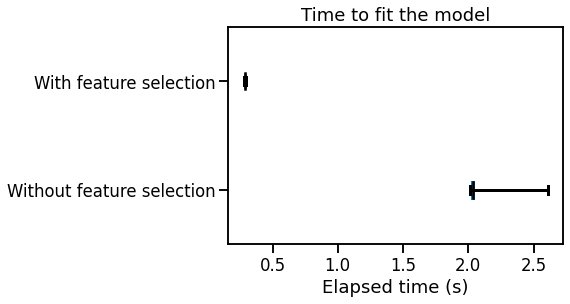 Time to fit the model
With feature selection
Without feature selection
0.5 1.0 1.5 2.0 2.5
Elapsed time (s)